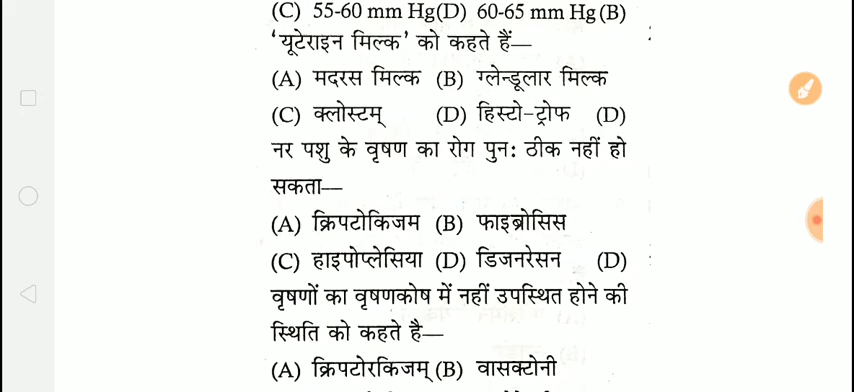 (C) 55-60 mm Hg(D) 60-65 mm Hg (B)
'यूटेराइन मिल्क' को कहते हैं—
(A) मदरस मिल्क (B) ग्लेन्डूलार मिल्क
(C) क्लोस्टम् (D) हिस्टो-ट्रोफ (D)
नर पशु के वृषण का रोग पुनः ठीक नहीं हो
सकता—
(A) क्रिपटोकिजम (B) फाइब्रोसिस
(C) हाइपोप्लेसिया (D) डिजनरेसन (D)
वृषणों का वृषणकोष में नहीं उपस्थित होने की
स्थिति को कहते है—
(A) क्रिपटोरकिजम् (B) वासक्टोनी